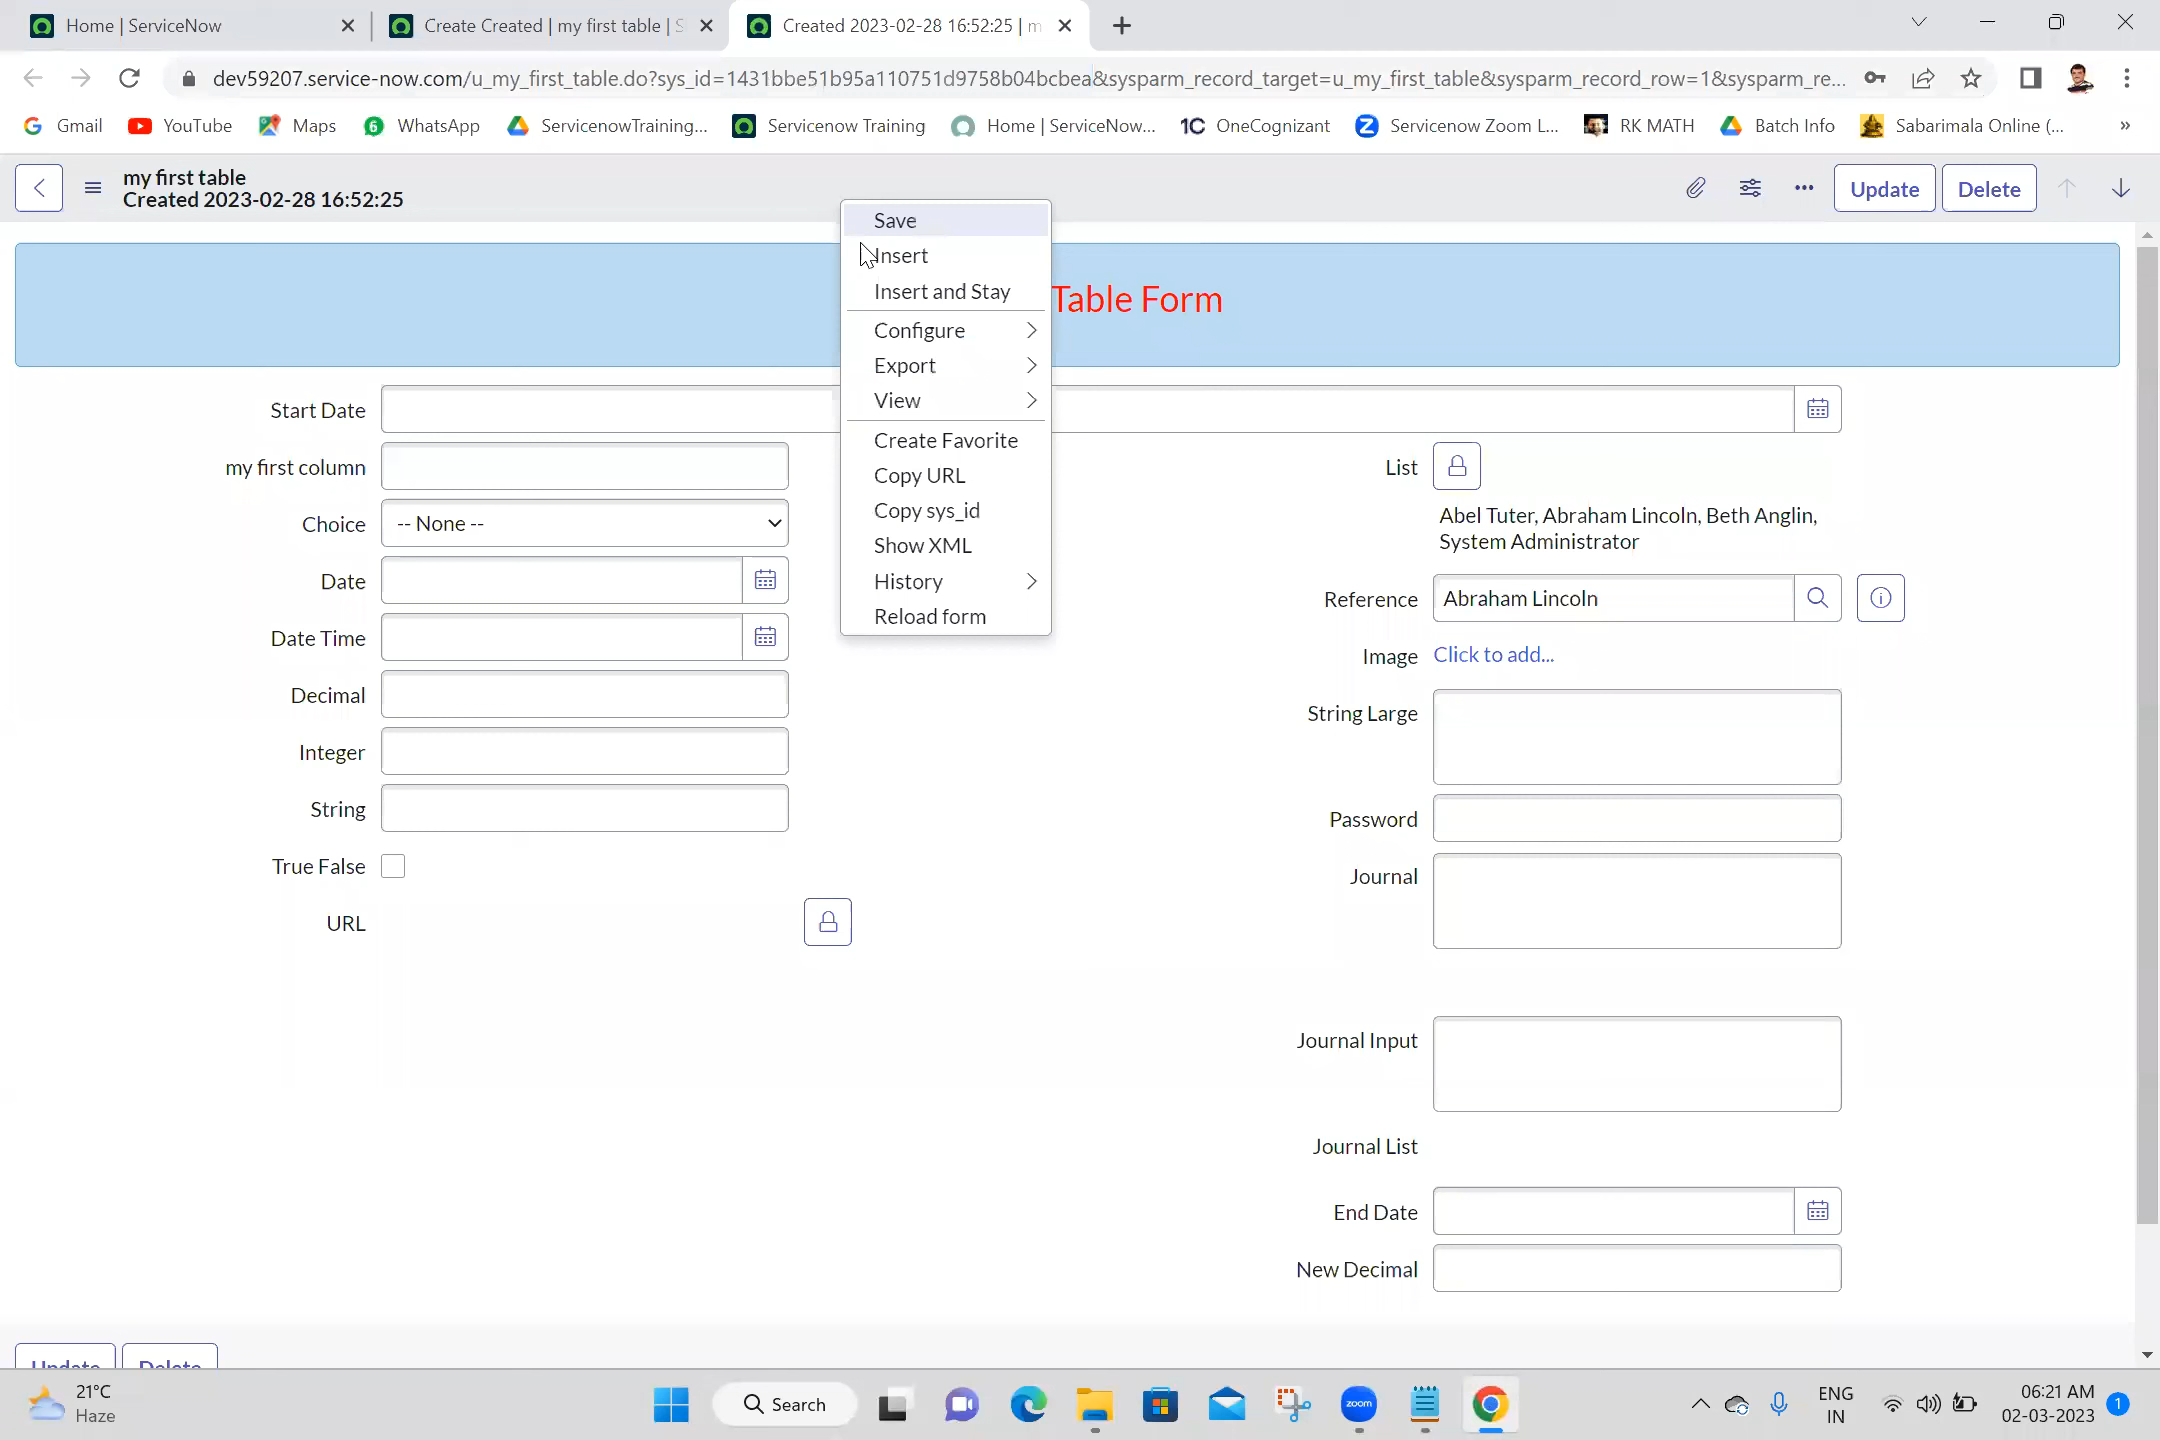 Home | ServiceNow
Create Created | my first table | S
Created 2023-02-28 16:52:25 | m
dev59207.service-now.com/u_my_first_table.do?sys_id=1431bbe51b95a110751d9758b04bcbea&sysparm_record_target=u_my_first_table&sysparm_record_row=1&sysparm_re...
Gmail
YouTube
Maps
6
WhatsApp
ServicenowTraining...
Servicenow Training
Home | ServiceNow...
1C OneCognizant
Servicenow Zoom L...
RK MATH
Batch Info
Sabarimala Online (...
»
my first table
Created 2023-02-28 16:52:25
Update
Delete
Table Form
Save
Insert
Insert and Stay
Configure
Export
View
Create Favorite
Copy URL
Copy sys_id
Show XML
History
Reload form
Start Date
my first column
Choice
-- None --
Date
Date Time
Decimal
Integer
String
True False
URL
List
Abel Tuter, Abraham Lincoln, Beth Anglin,
System Administrator
Reference
Abraham Lincoln
Image
Click to add...
String Large
Password
Journal
Journal Input
Journal List
End Date
New Decimal
Update
Delete
21°C
Haze
Search
zoom
ENG
IN
06:21 AM
02-03-2023
1